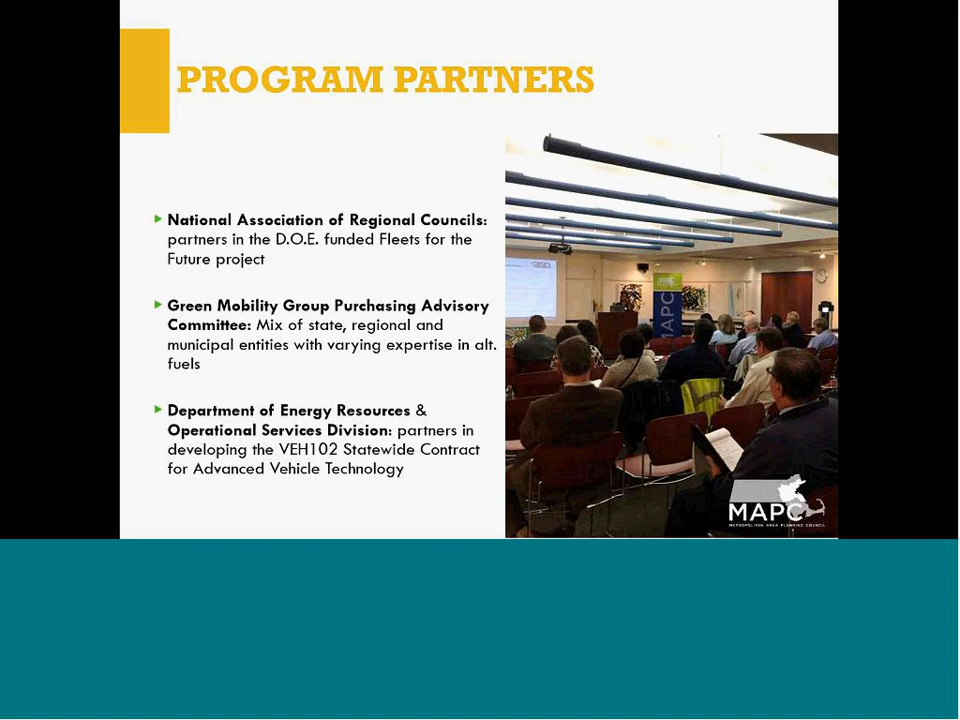 PROGRAM PARTNERS
National Association of Regional Councils:
partners in the D.O.E. funded Fleets for the
Future project
Green Mobility Group Purchasing Advisory
Committee: Mix of state, regional and
municipal entities with varying expertise in alt.
fuels
Department of Energy Resources &
Operational Services Division: partners in
developing the VEH102 Statewide Contract
for Advanced Vehicle Technology
MAPC
MAPC
METROPOLITAN AREA PLANNING COUNCIL